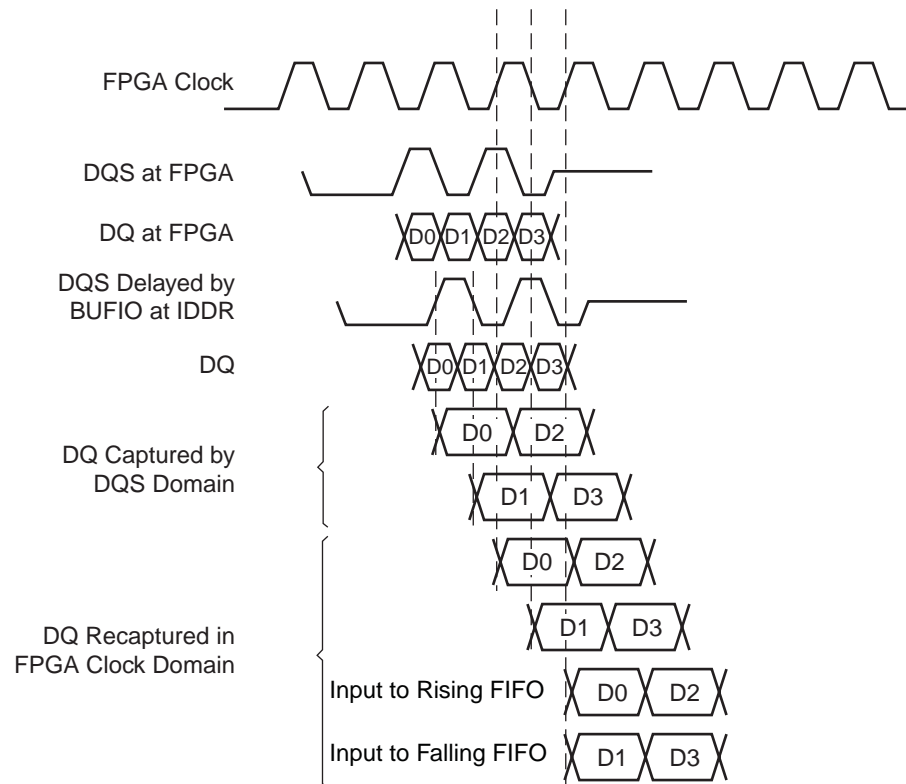 FPGA Clock
DQS at FPGA
DQ at FPGA
D0 D1 D2 D3
DQS Delayed by
BUFIO at IDDR
DQ
D0 D1 D2 D3
DQ Captured by
DQS Domain
D0 D2
D1 D3
DQ Recaptured in
FPGA Clock Domain
D0 D2
D1 D3
Input to Rising FIFO
D0 D2
Input to Falling FIFO
D1 D3